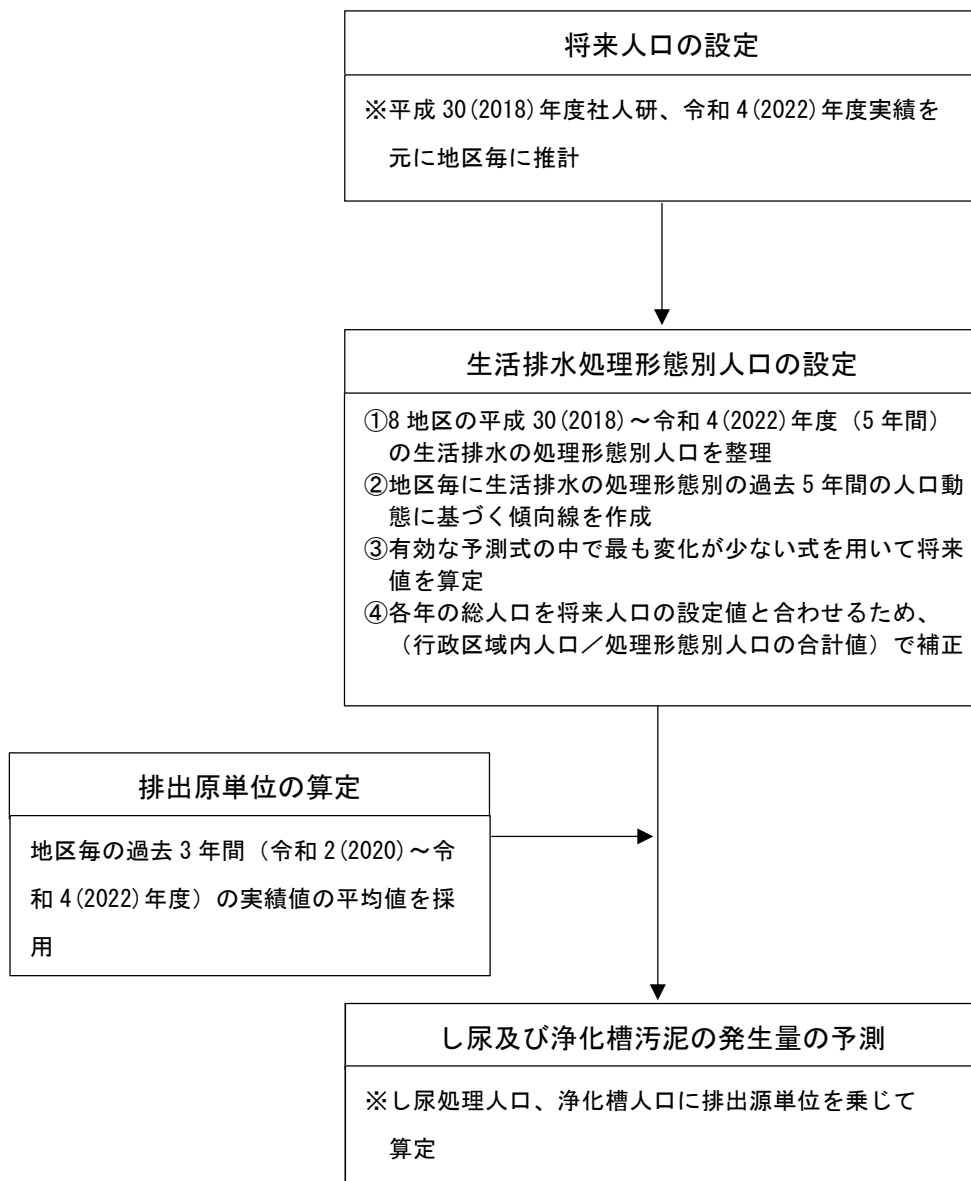 将来人口の設定
※平成 30(2018)年度社人研、令和 4(2022)年度実績を
元に地区毎に推計
生活排水処理形態別人口の設定
①8 地区の平成 30(2018)～令和 4(2022)年度（5 年間）
の生活排水の処理形態別人口を整理
②地区毎に生活排水の処理形態別の過去 5 年間の人口動
態に基づく傾向線を作成
③有効な予測式の中で最も変化が少ない式を用いて将来
値を算定
④各年の総人口を将来人口の設定値と合わせるため、
（行政区域内人口／処理形態別人口の合計値）で補正
排出原単位の算定
地区毎の過去 3 年間（令和 2(2020)～令
和 4(2022)年度）の実績値の平均値を採
用
し尿及び浄化槽汚泥の発生量の予測
※し尿処理人口、浄化槽人口に排出源単位を乗じて
算定